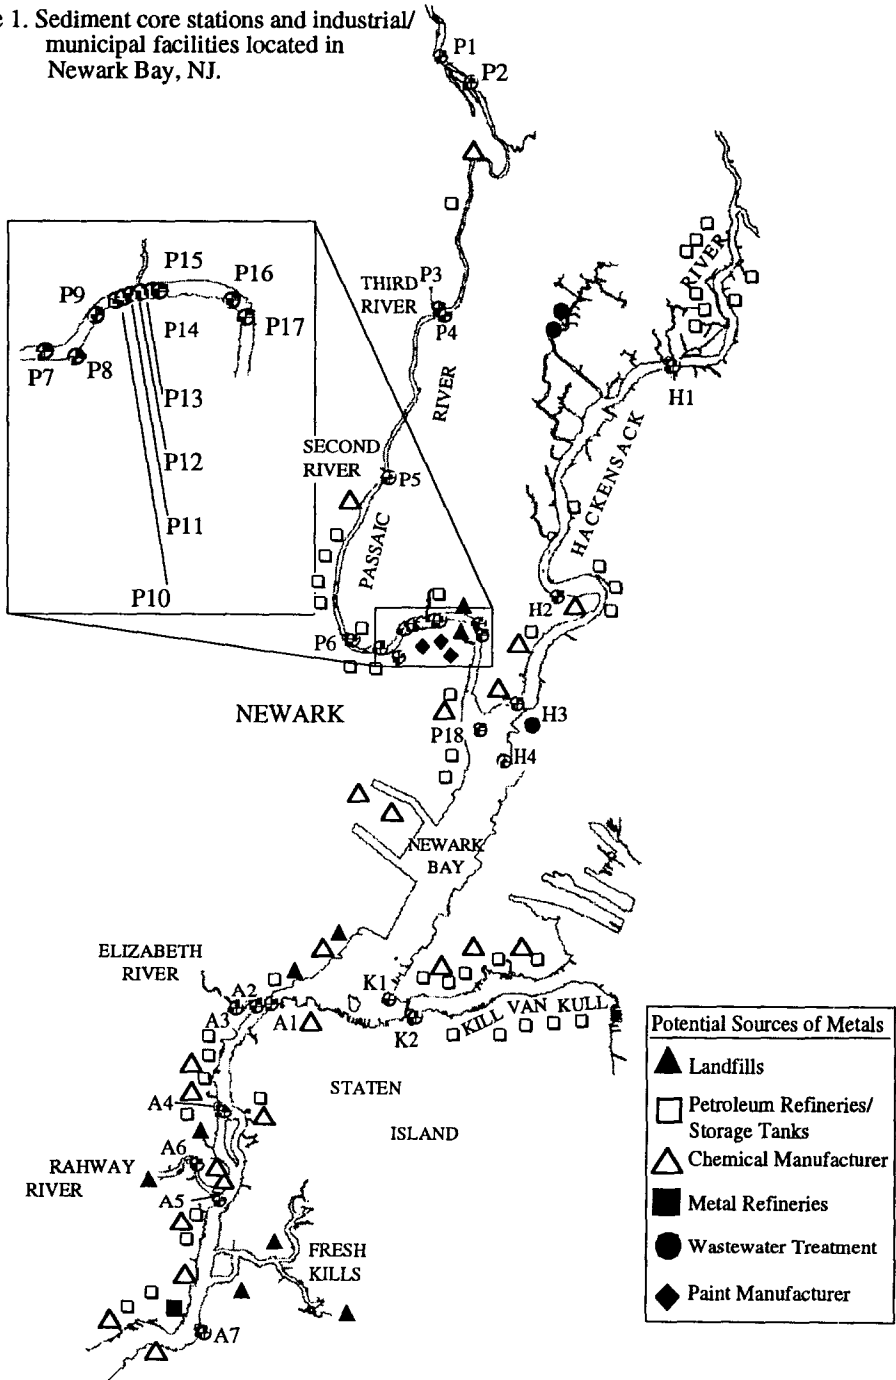 e 1. Sediment core stations and industrial/
municipal facilities located in
Newark Bay, NJ.
P1
P2
P3
THIRD
RIVER
P4
RIVER
RIVER
H1
P15
P9
P16
P14
P17
P7
P8
P13
P12
P11
P10
SECOND
RIVER
P5
PASSAIC
HACKENSACK
H2
P6
NEWARK
P18
H3
H4
NEWARK
BAY
ELIZABETH
RIVER
A2
K1
A3
A1
K2
KILL VAN KULL
STATEN
ISLAND
A4
A6
RAHWAY
RIVER
A5
FRESH
KILLS
A7
Potential Sources of Metals
Landfills
Petroleum Refineries/
Storage Tanks
Chemical Manufacturer
Metal Refineries
Wastewater Treatment
Paint Manufacturer